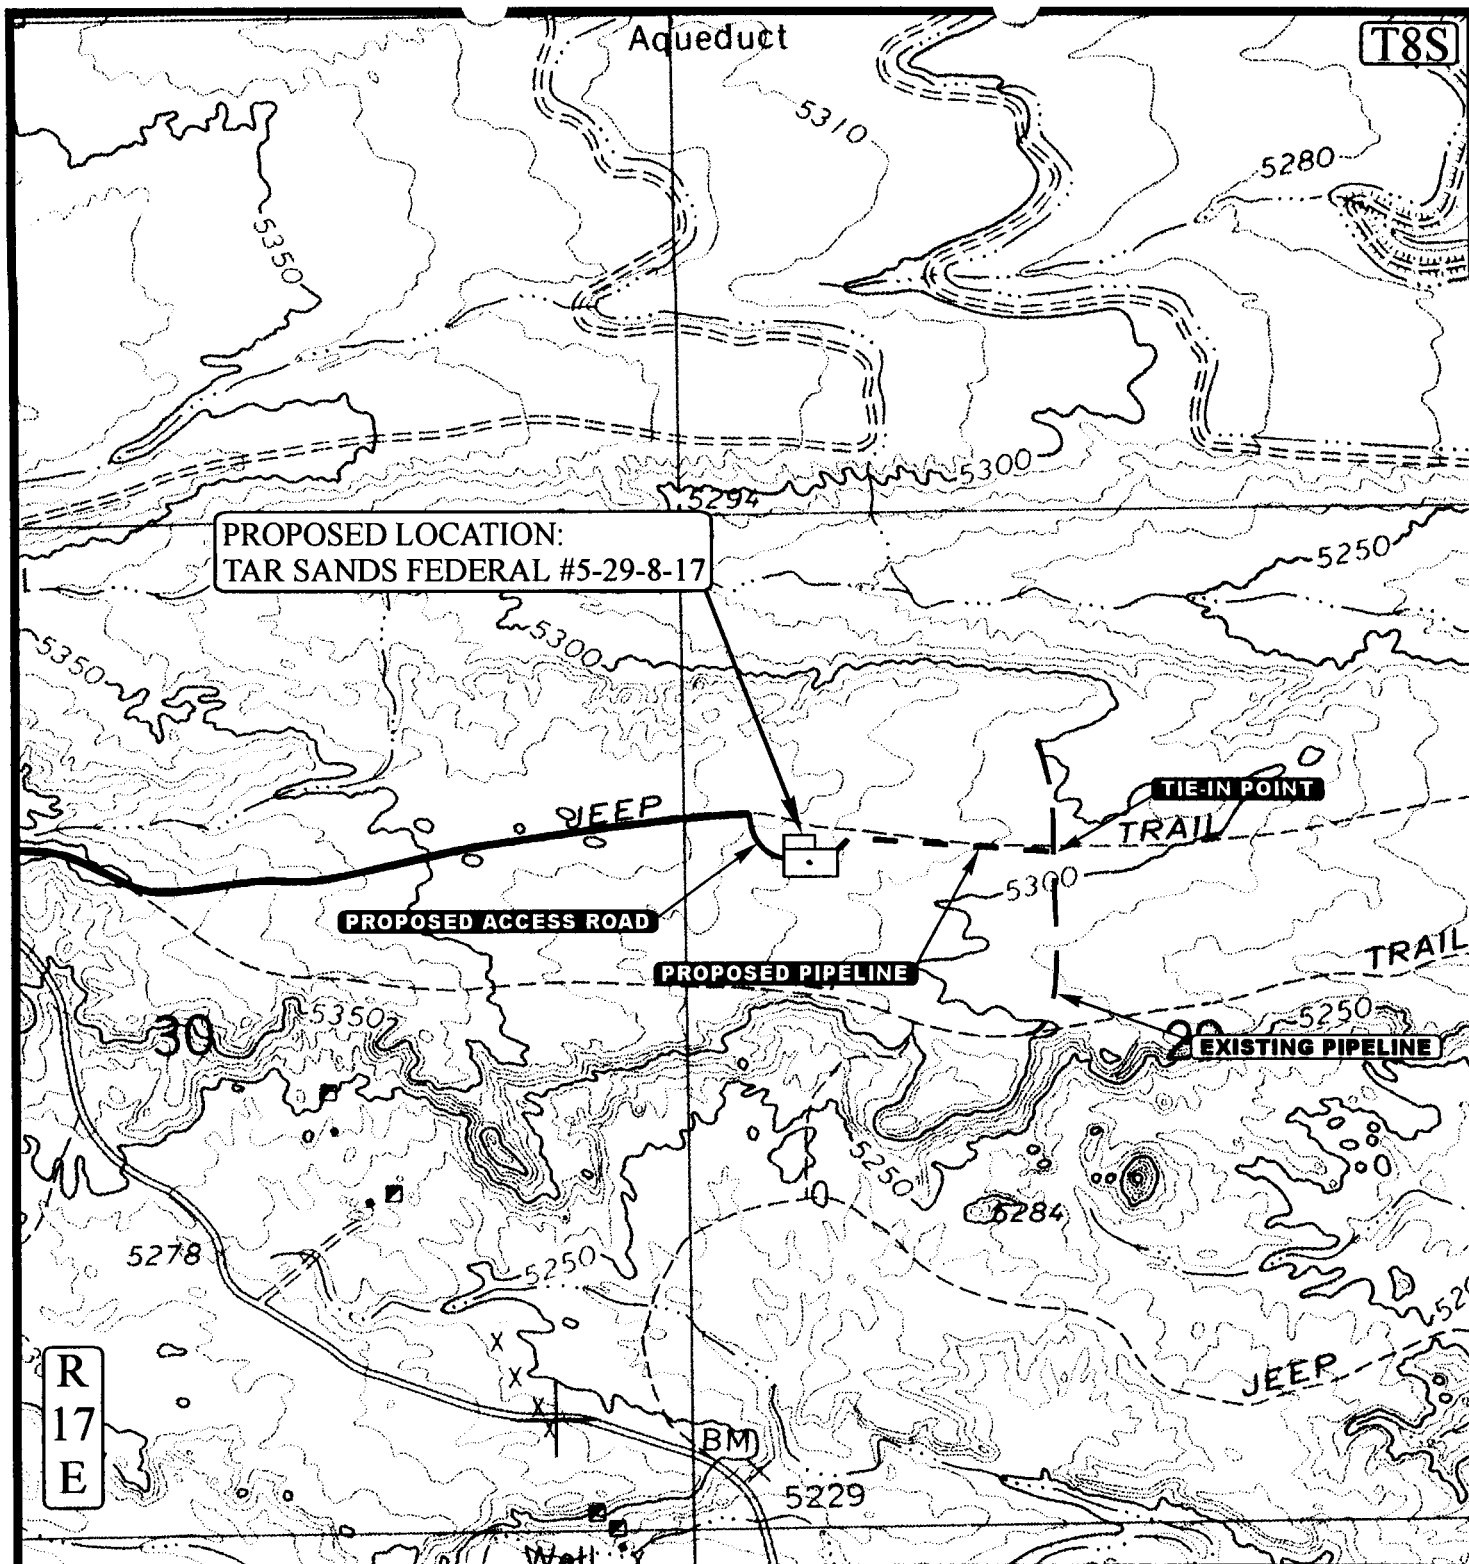 Aqueduct
T8S
5310
5280
5350
5300
5294
PROPOSED LOCATION:
TAR SANDS FEDERAL #5-29-8-17
5250
5300
5350
TIE-IN POINT
JEEP
TRAIL
5300
PROPOSED ACCESS ROAD
TRAIL
PROPOSED PIPELINE
5350
30
5250
29
EXISTING PIPELINE
5250
5284
5278
5250
R
17
E
JEEP
BM
5229
Well